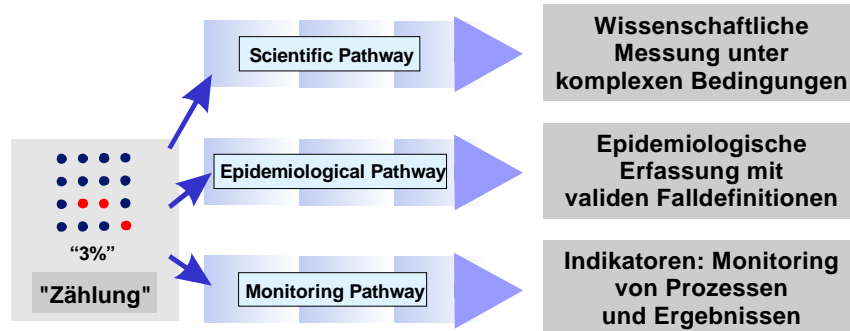 Scientific Pathway
Wissenschaftliche
Messung unter
komplexen Bedingungen
“3%”
"Zählung"
Epidemiological Pathway
Epidemiologische
Erfassung mit
validen Falldefinitionen
Monitoring Pathway
Indikatoren: Monitoring
von Prozessen
und Ergebnissen